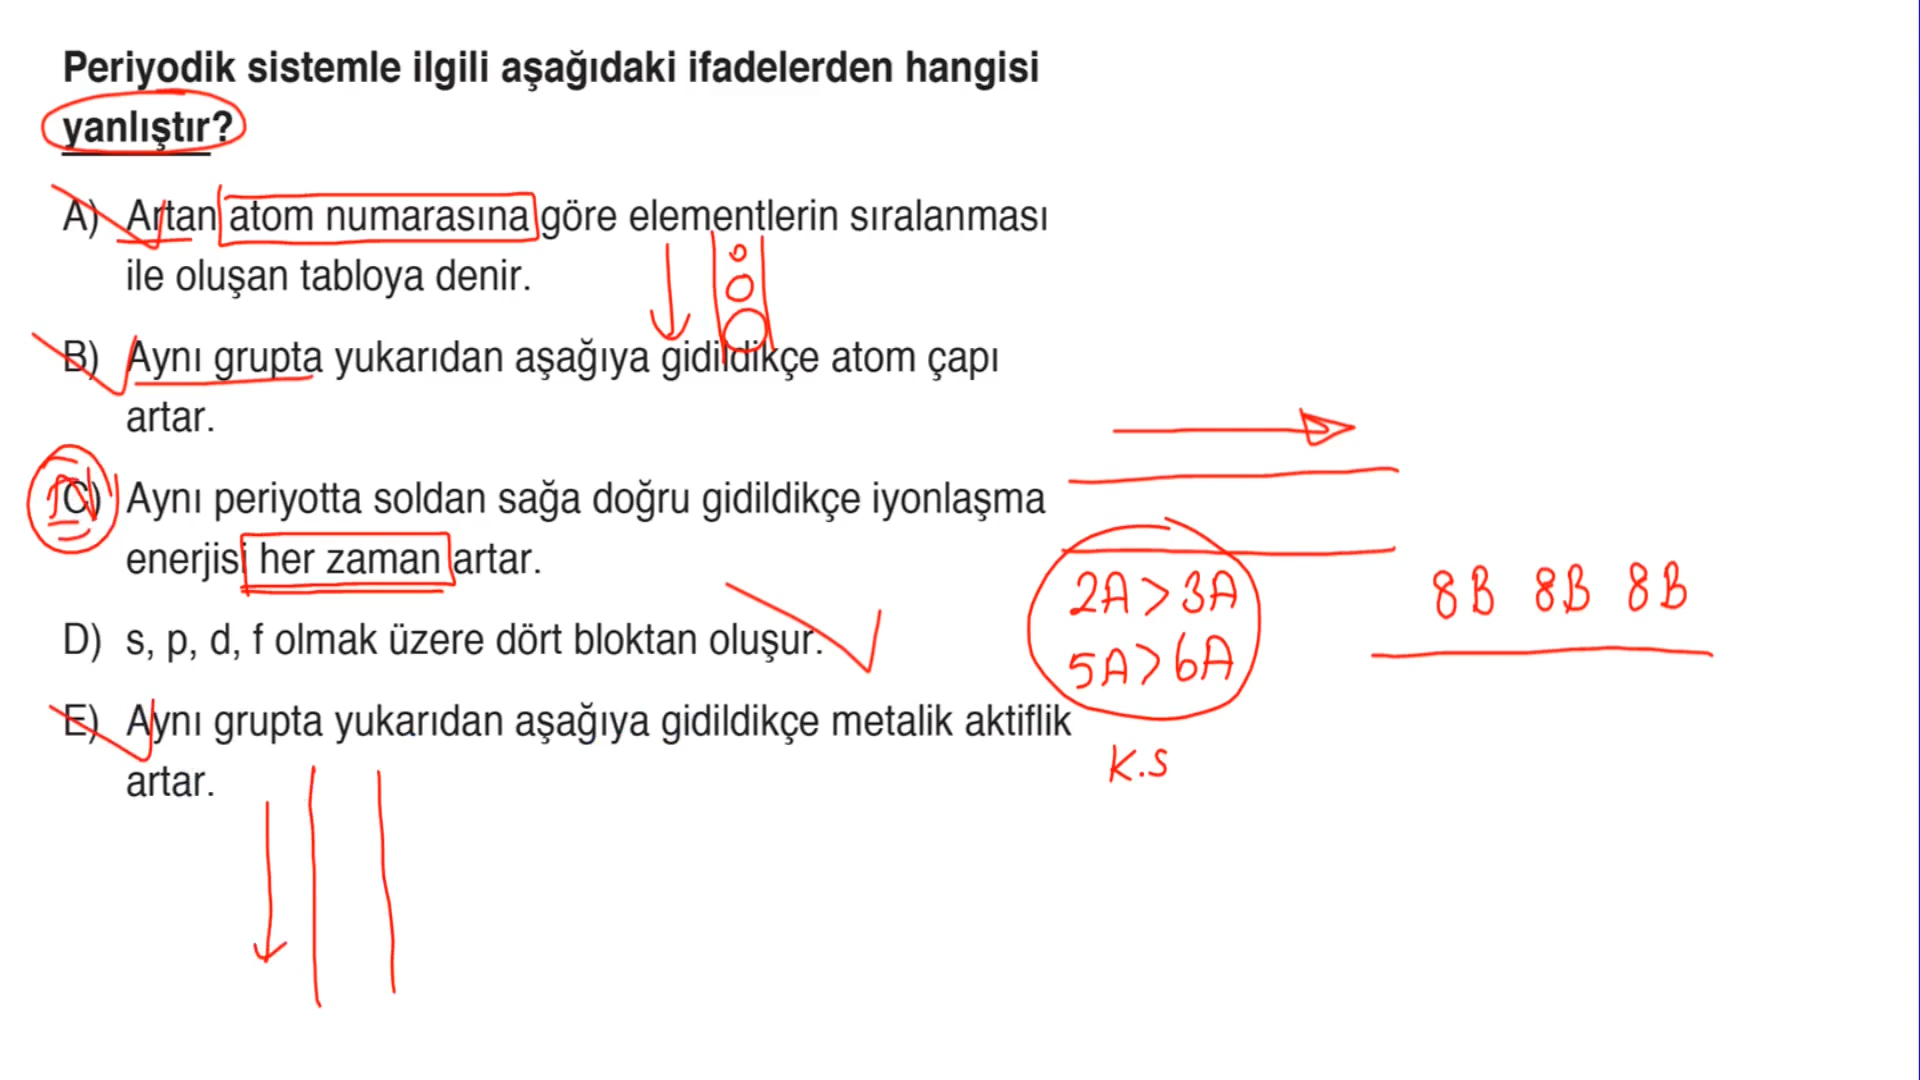 Periyodik sistemle ilgili aşağıdaki ifadelerden hangisi
yanlıştır?
A) Artan atom numarasına göre elementlerin sıralanması
ile oluşan tabloya denir.
B) Aynı grupta yukarıdan aşağıya gidildikçe atom çapı
artar.
C) Aynı periyotta soldan sağa doğru gidildikçe iyonlaşma
enerjisi her zaman artar.
D) s, p, d, f olmak üzere dört bloktan oluşur.
E) Aynı grupta yukarıdan aşağıya gidildikçe metalik aktiflik
artar.
2A > 3A
5A > 6A
K.S
8B 8B 8B